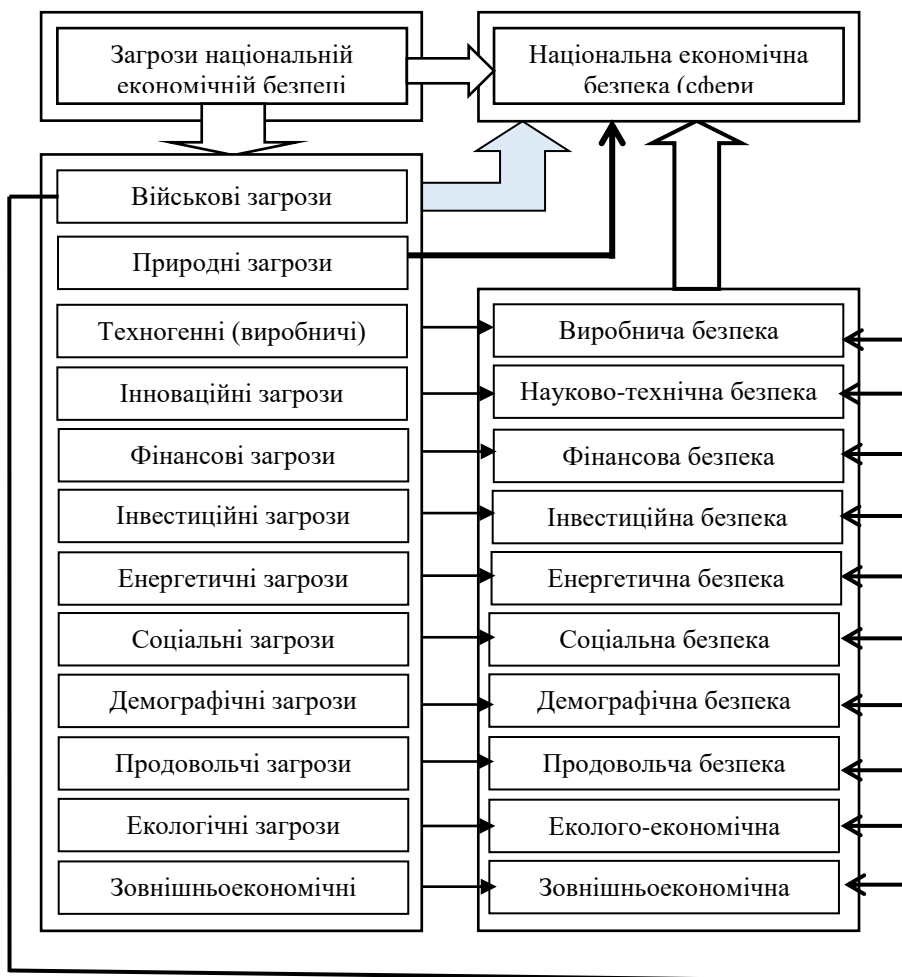 Загрози національній
економічній безпеці
Національна економічна
безпека (сфери
Військові загрози
Природні загрози
Техногенні (виробничі)
Інноваційні загрози
Фінансові загрози
Інвестиційні загрози
Енергетичні загрози
Соціальні загрози
Демографічні загрози
Продовольчі загрози
Екологічні загрози
Зовнішньоекономічні
Виробнича безпека
Науково-технічна безпека
Фінансова безпека
Інвестиційна безпека
Енергетична безпека
Соціальна безпека
Демографічна безпека
Продовольча безпека
Еколого-економічна
Зовнішньоекономічна